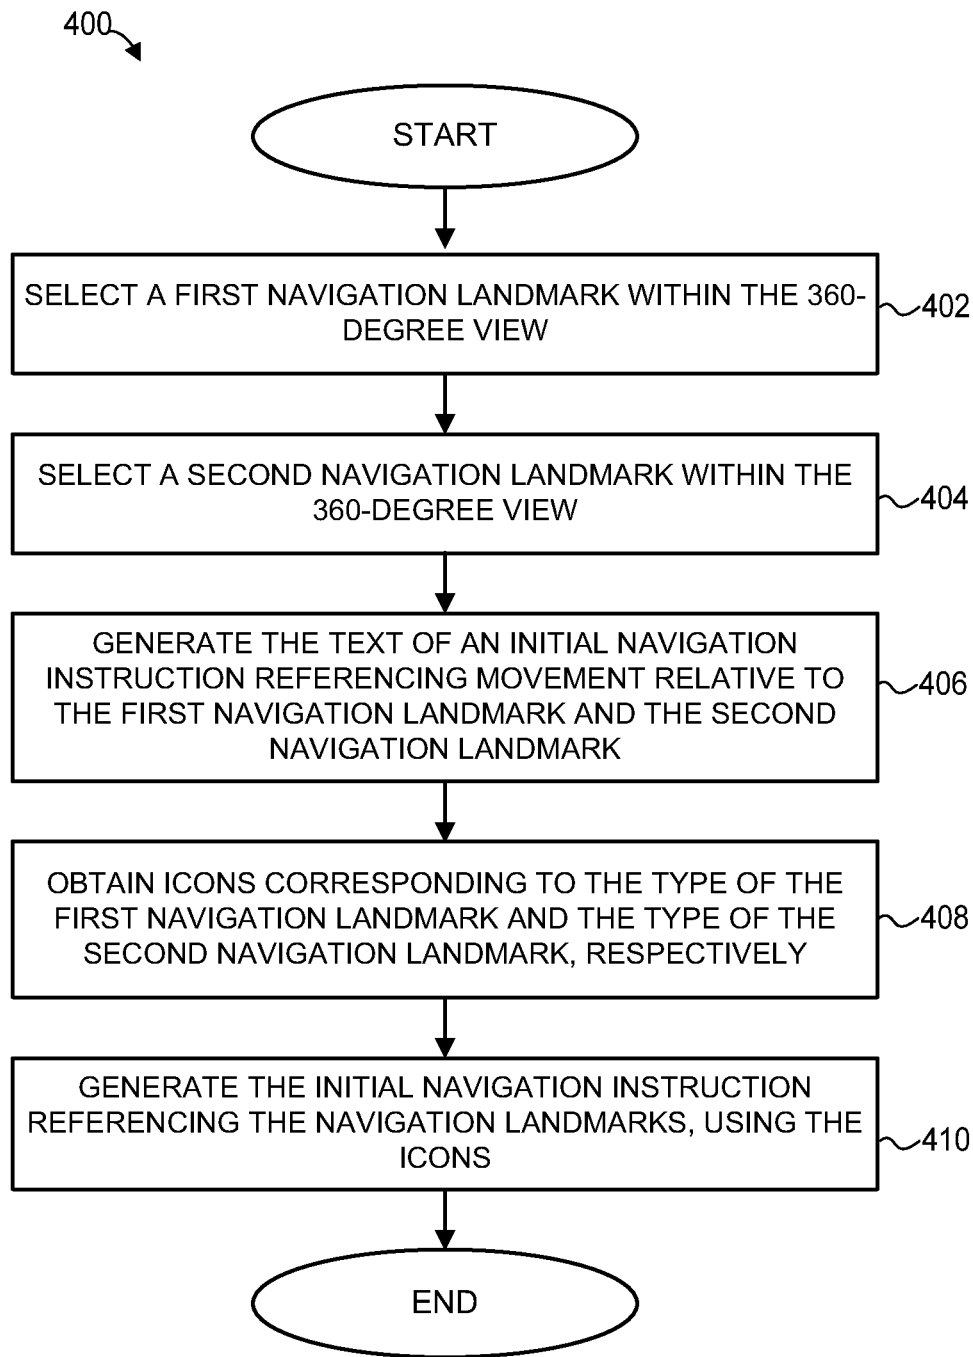 400
START
SELECT A FIRST NAVIGATION LANDMARK WITHIN THE 360-
DEGREE VIEW
402
SELECT A SECOND NAVIGATION LANDMARK WITHIN THE
360-DEGREE VIEW
404
GENERATE THE TEXT OF AN INITIAL NAVIGATION
INSTRUCTION REFERENCING MOVEMENT RELATIVE TO
THE FIRST NAVIGATION LANDMARK AND THE SECOND
NAVIGATION LANDMARK
406
OBTAIN ICONS CORRESPONDING TO THE TYPE OF THE
FIRST NAVIGATION LANDMARK AND THE TYPE OF THE
SECOND NAVIGATION LANDMARK, RESPECTIVELY
408
GENERATE THE INITIAL NAVIGATION INSTRUCTION
REFERENCING THE NAVIGATION LANDMARKS, USING THE
ICONS
410
END